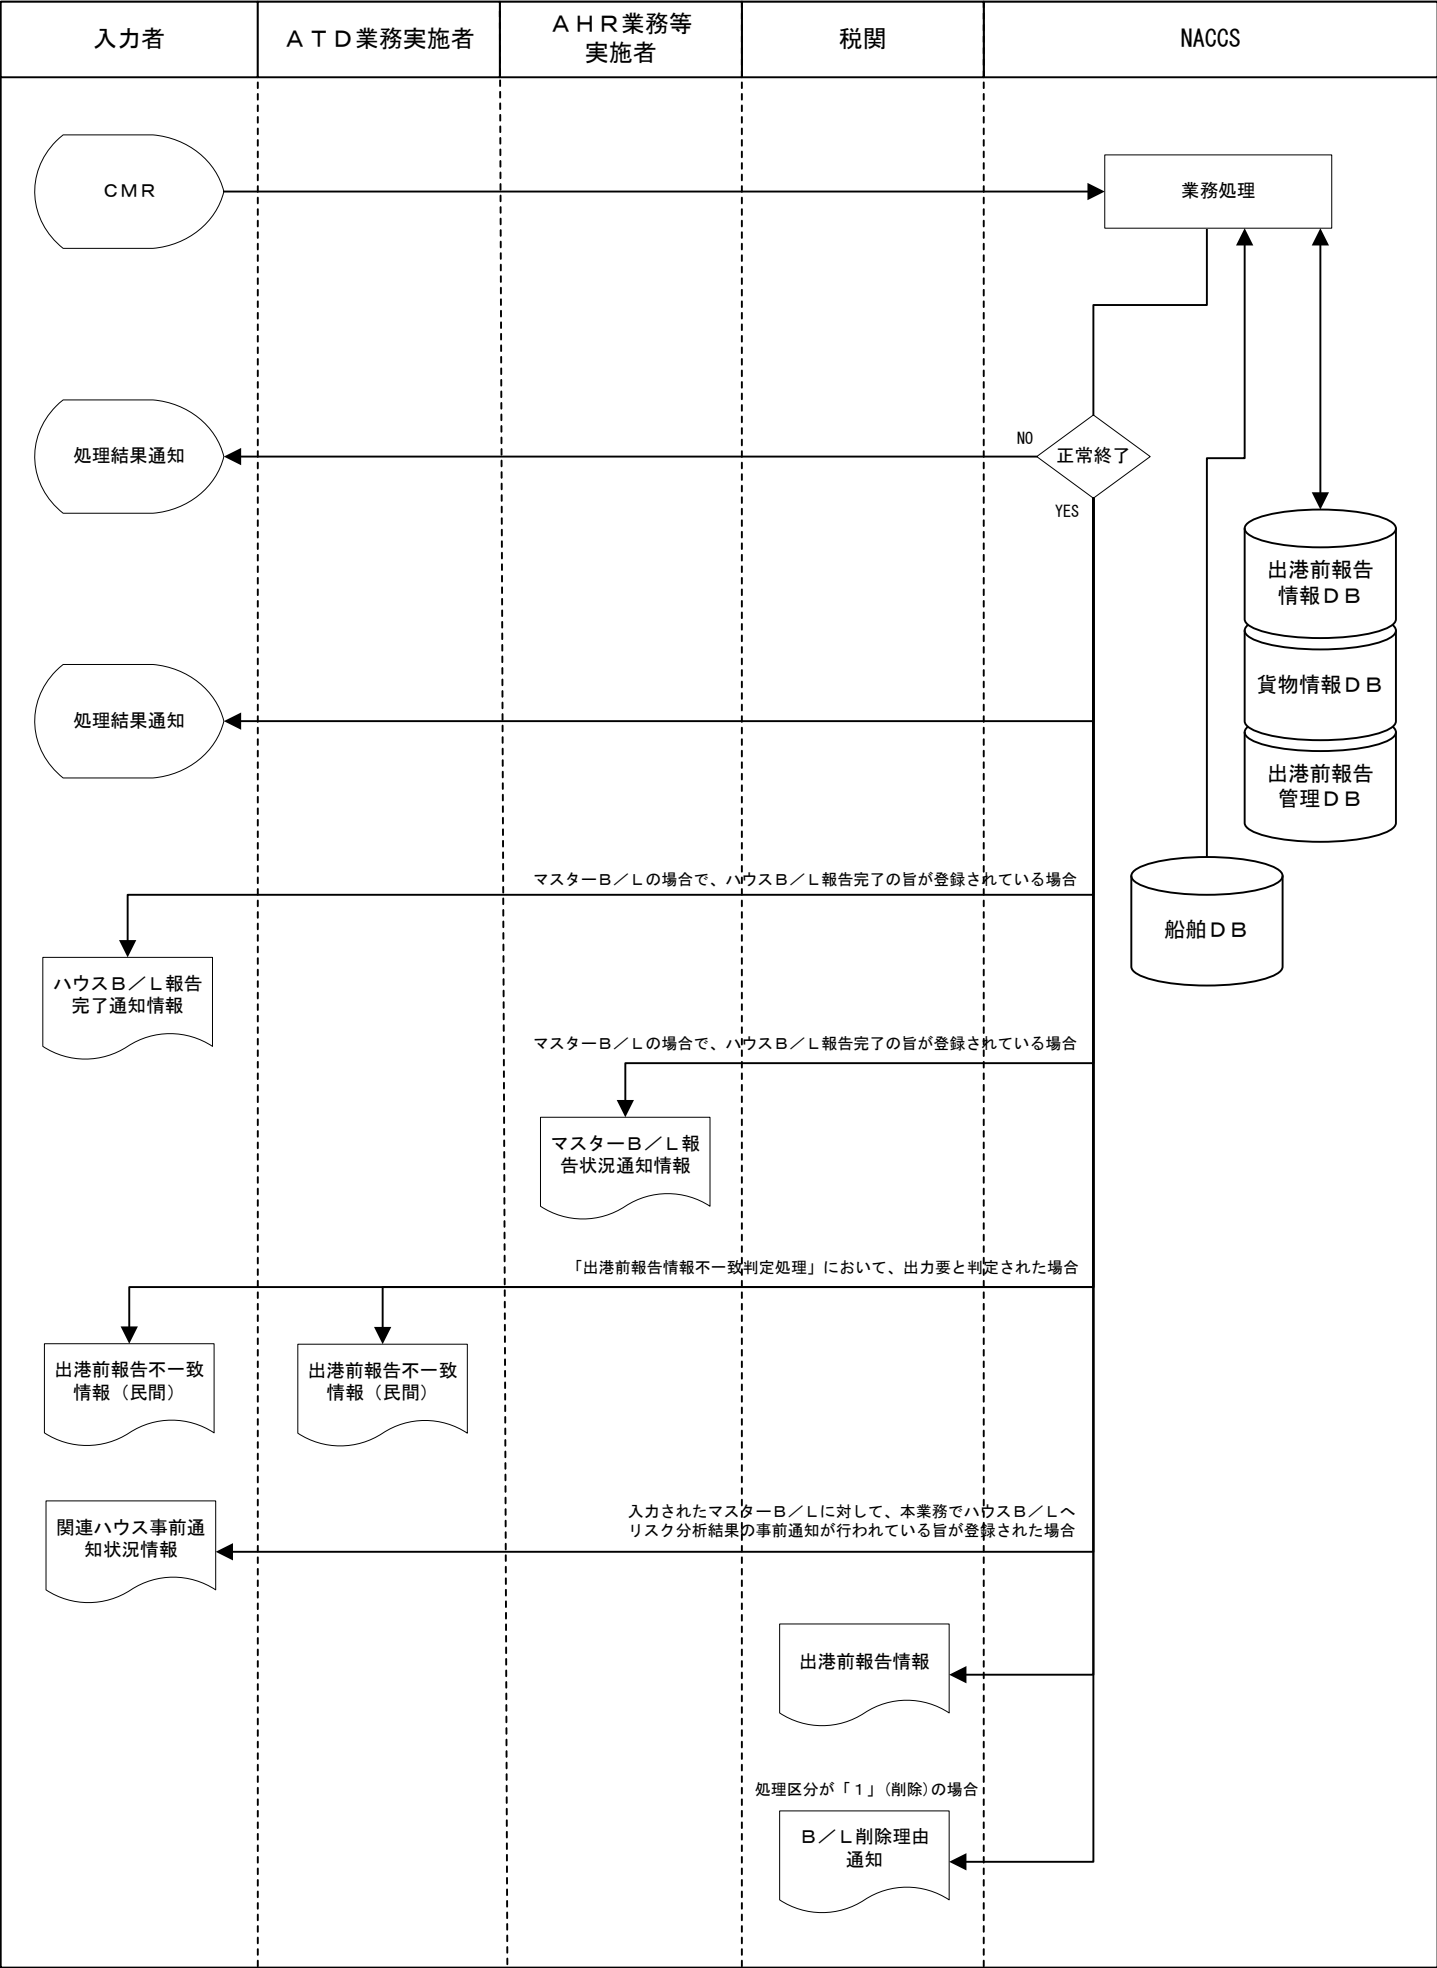 入力者
ＡＴＤ業務実施者
ＡＨＲ業務等
実施者
税関
NACCS
ＣＭＲ
業務処理
処理結果通知
NO
正常終了
YES
出港前報告
情報ＤＢ
貨物情報ＤＢ
出港前報告
管理ＤＢ
処理結果通知
船舶ＤＢ
マスターＢ／Ｌの場合で、ハウスＢ／Ｌ報告完了の旨が登録されている場合
ハウスＢ／Ｌ報告
完了通知情報
マスターＢ／Ｌの場合で、ハウスＢ／Ｌ報告完了の旨が登録されている場合
マスターＢ／Ｌ報
告状況通知情報
「出港前報告情報不一致判定処理」において、出力要と判定された場合
出港前報告不一致
情報（民間）
出港前報告不一致
情報（民間）
入力されたマスターＢ／Ｌに対して、本業務でハウスＢ／Ｌへ
リスク分析結果の事前通知が行われている旨が登録された場合
関連ハウス事前通
知状況情報
出港前報告情報
処理区分が「１」(削除)の場合
Ｂ／Ｌ削除理由
通知